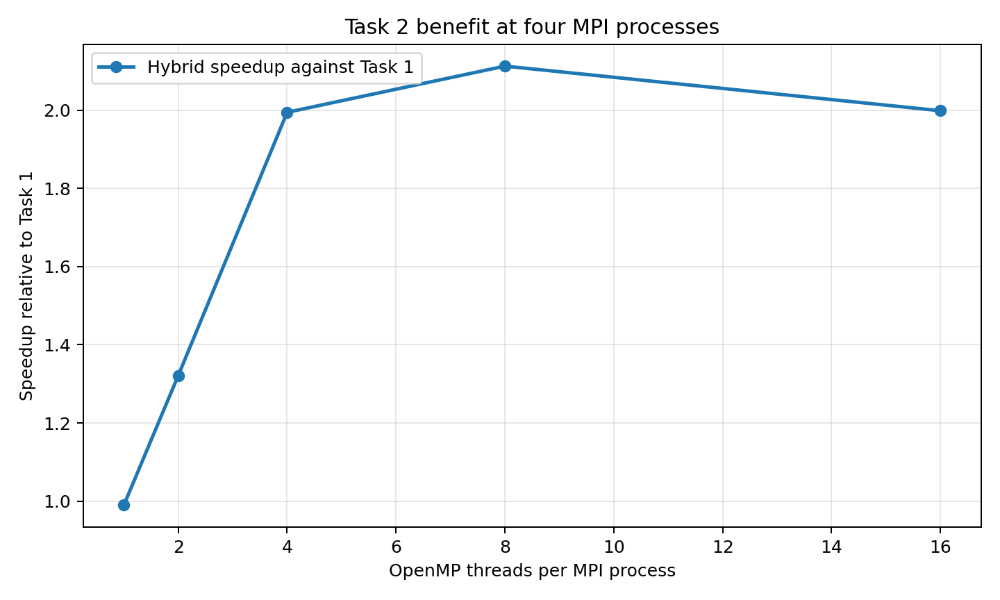 Task 2 benefit at four MPI processes
Hybrid speedup against Task 1
Speedup relative to Task 1
2.0
1.8
1.6
1.4
1.2
1.0
2 4 6 8 10 12 14 16
OpenMP threads per MPI process